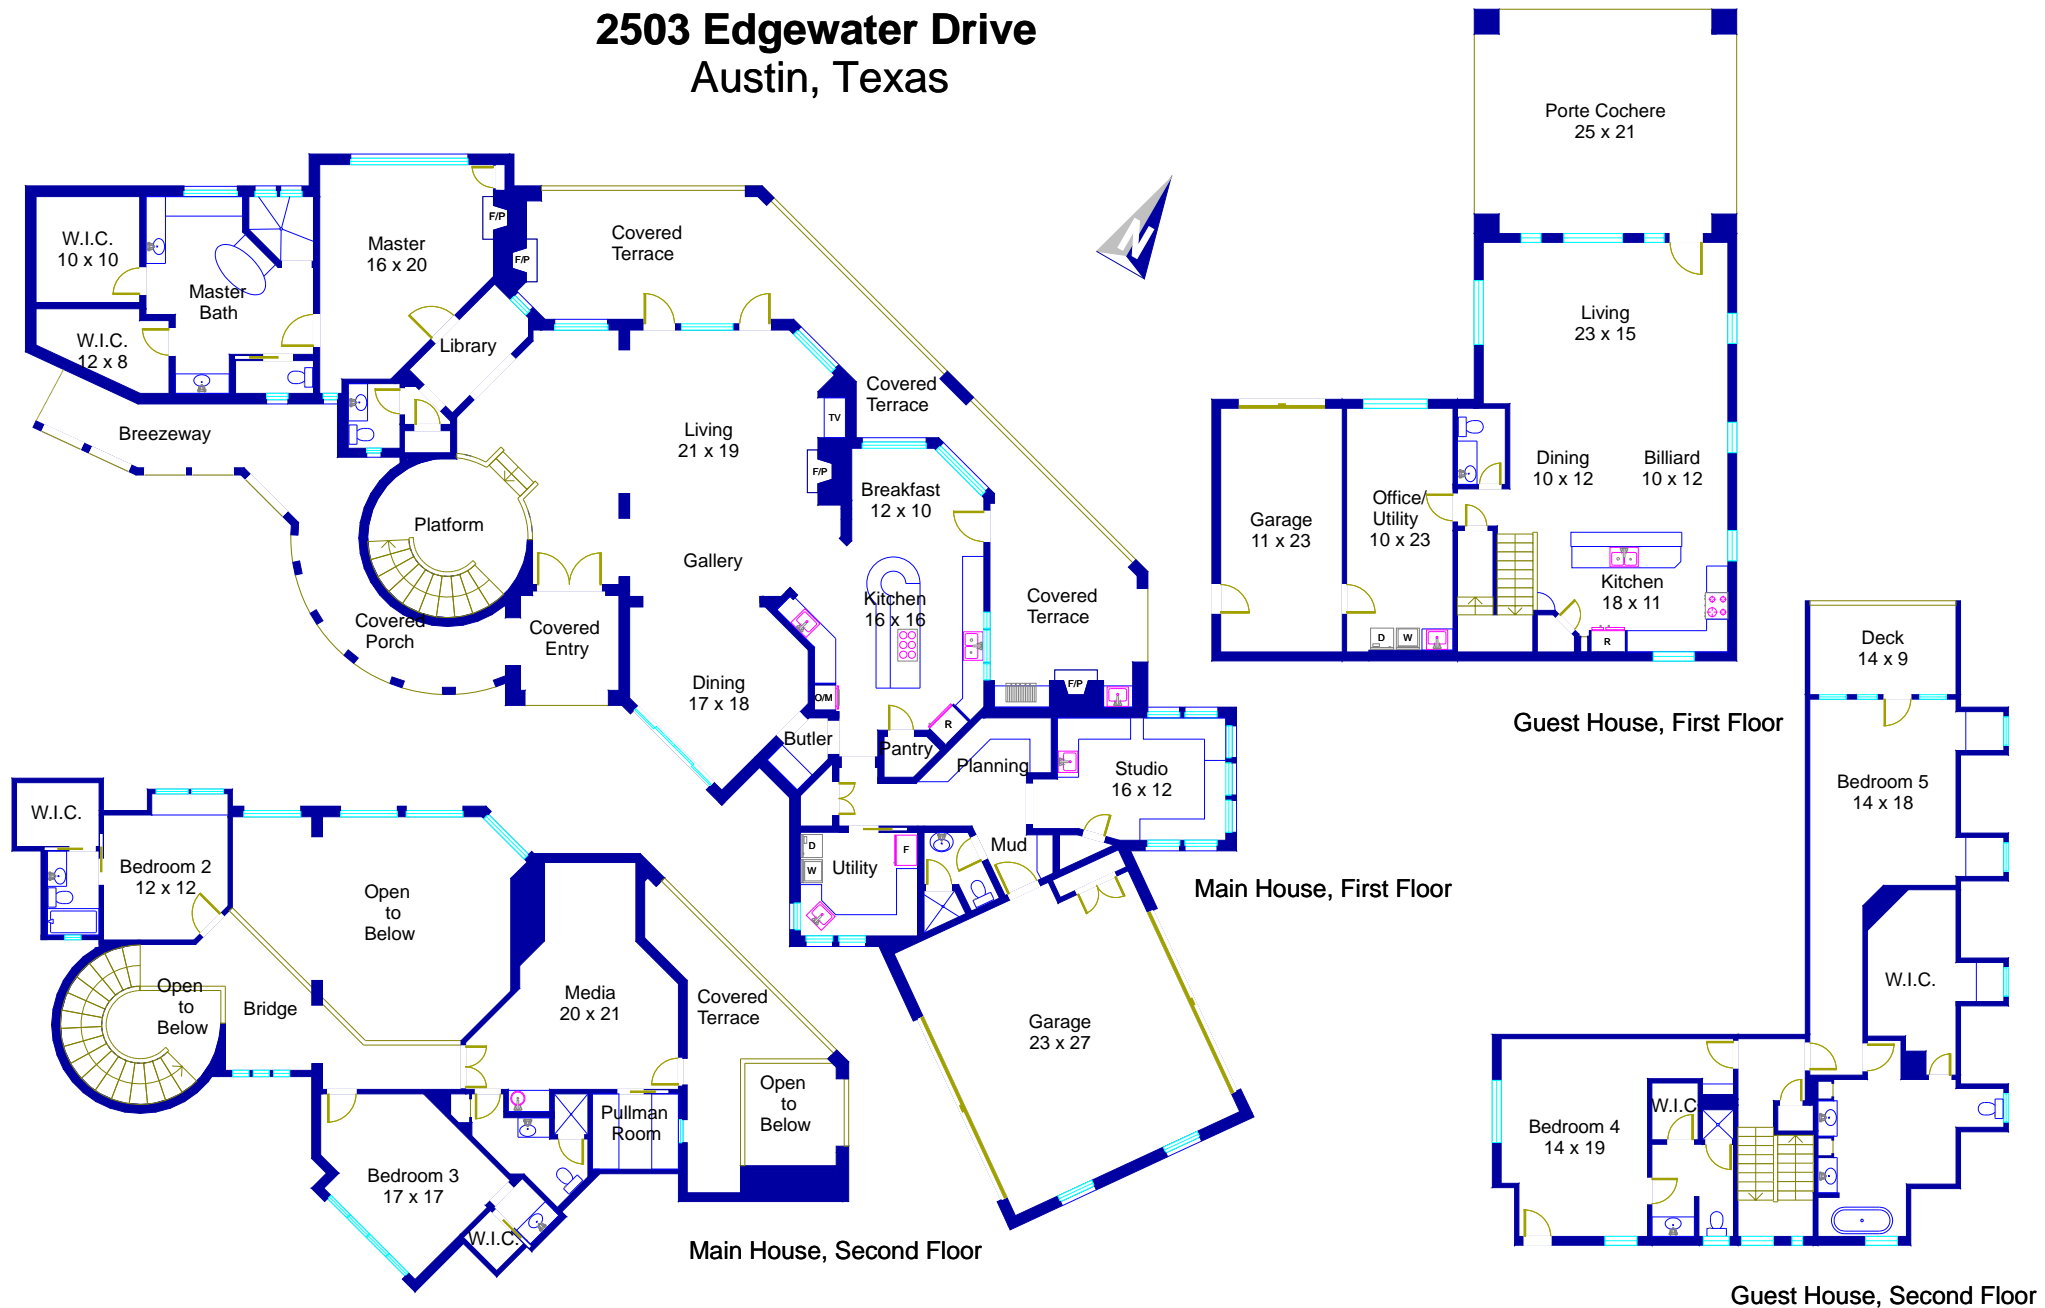 2503 Edgewater Drive
Austin, Texas
W.I.C.
10 x 10
W.I.C.
12 x 8
Master
Bath
Master
16 x 20
F/P
F/P
Covered
Terrace
Library
Breezeway
Platform
Covered
Porch
Covered
Entry
Living
21 x 19
TV
F/P
Gallery
Covered
Terrace
Breakfast
12 x 10
Kitchen
16 x 16
Covered
Terrace
F/P
Dining
17 x 18
O/M
R
Butler
Pantry
Planning
Studio
16 x 12
D
W
Utility
F
Mud
Garage
23 x 27
Main House, First Floor
N
W.I.C.
Bedroom 2
12 x 12
Open
to
Below
Open
to
Below
Bridge
Media
20 x 21
Covered
Terrace
Open
to
Below
Pullman
Room
Bedroom 3
17 x 17
W.I.C.
Main House, Second Floor
Porte Cochere
25 x 21
Living
23 x 15
Dining
10 x 12
Billiard
10 x 12
Office/
Utility
10 x 23
Garage
11 x 23
Kitchen
18 x 11
D
W
R
Guest House, First Floor
Deck
14 x 9
Bedroom 5
14 x 18
W.I.C.
W.I.C
Bedroom 4
14 x 19
Guest House, Second Floor